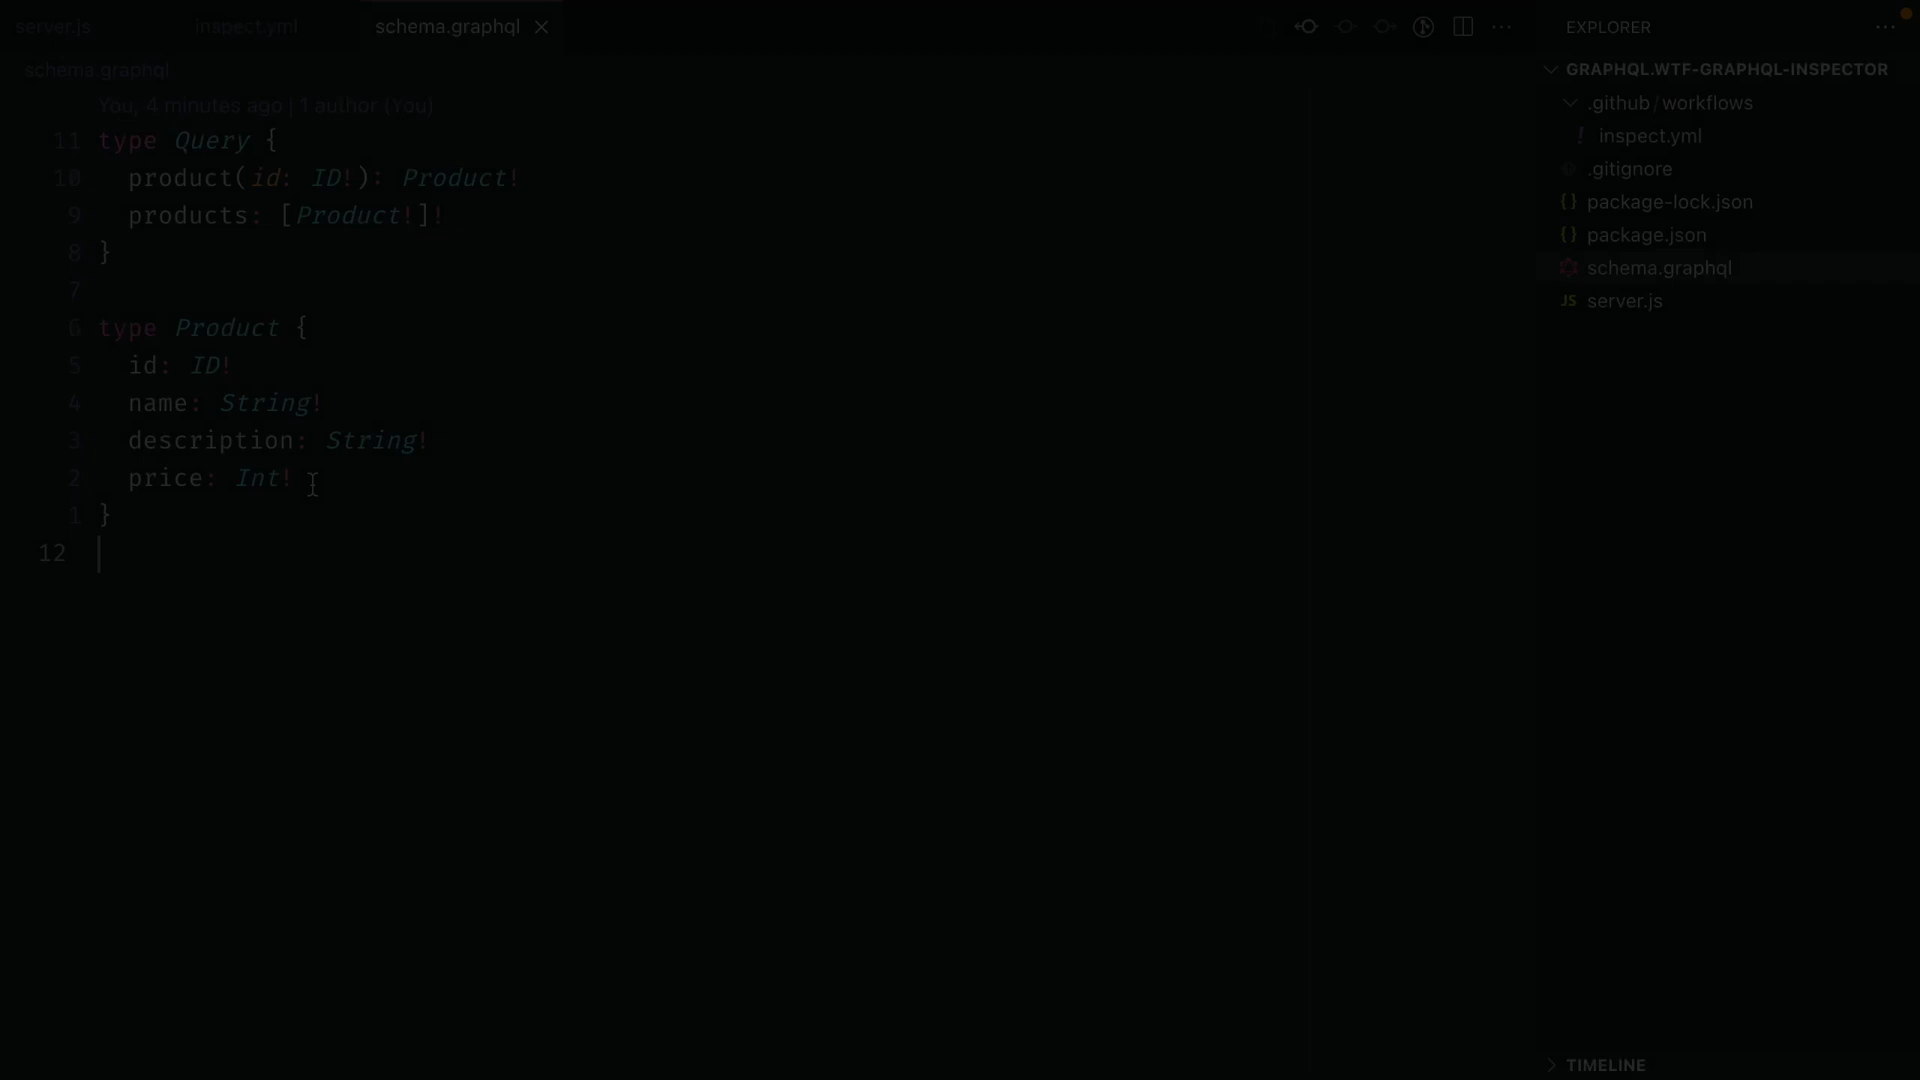 server.js inspect.yml schema.graphql
schema.graphql
You, 4 minutes ago | 1 author (You)
11 type Query {
10 product(id: ID!): Product!
9 products: [Product!]!
8 }
7
6 type Product {
5 id: ID!
4 name: String!
3 description: String!
2 price: Int!
1 }
12
EXPLORER
GRAPHQL.WTF-GRAPHQL-INSPECTOR
.github/workflows
! inspect.yml
.gitignore
{} package-lock.json
{} package.json
schema.graphql
JS server.js
TIMELINE